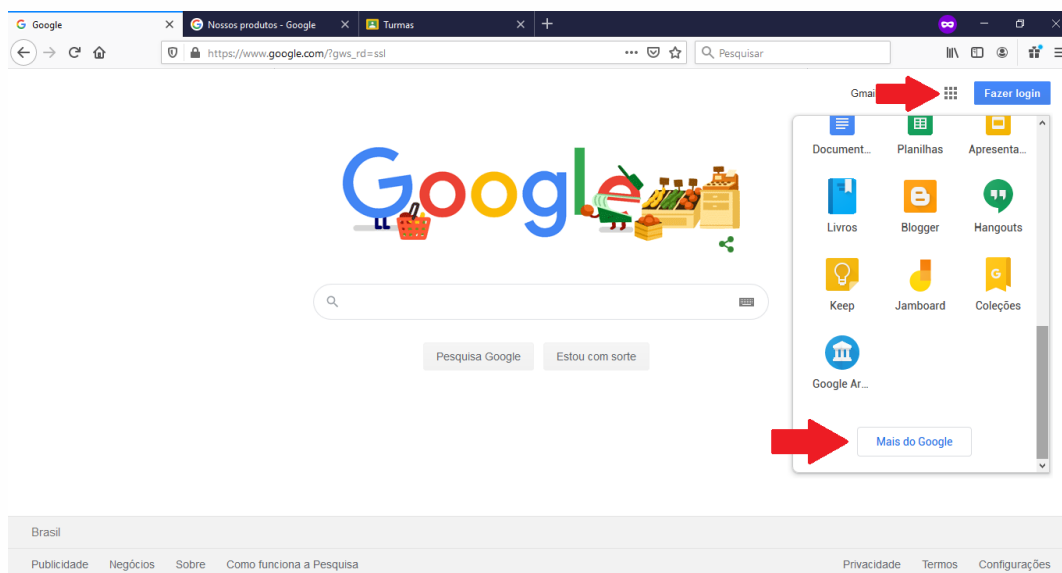 Google
Nossos produtos - Google
Turmas
https://www.google.com/?gws_rd=ssl
Pesquisar
Gmai
Fazer login
Google
Document...
Planilhas
Apresenta...
Livros
Blogger
Hangouts
Keep
Jamboard
Coleções
Google Ar...
Mais do Google
Pesquisa Google
Estou com sorte
Brasil
Publicidade
Negócios
Sobre
Como funciona a Pesquisa
Privacidade
Termos
Configurações